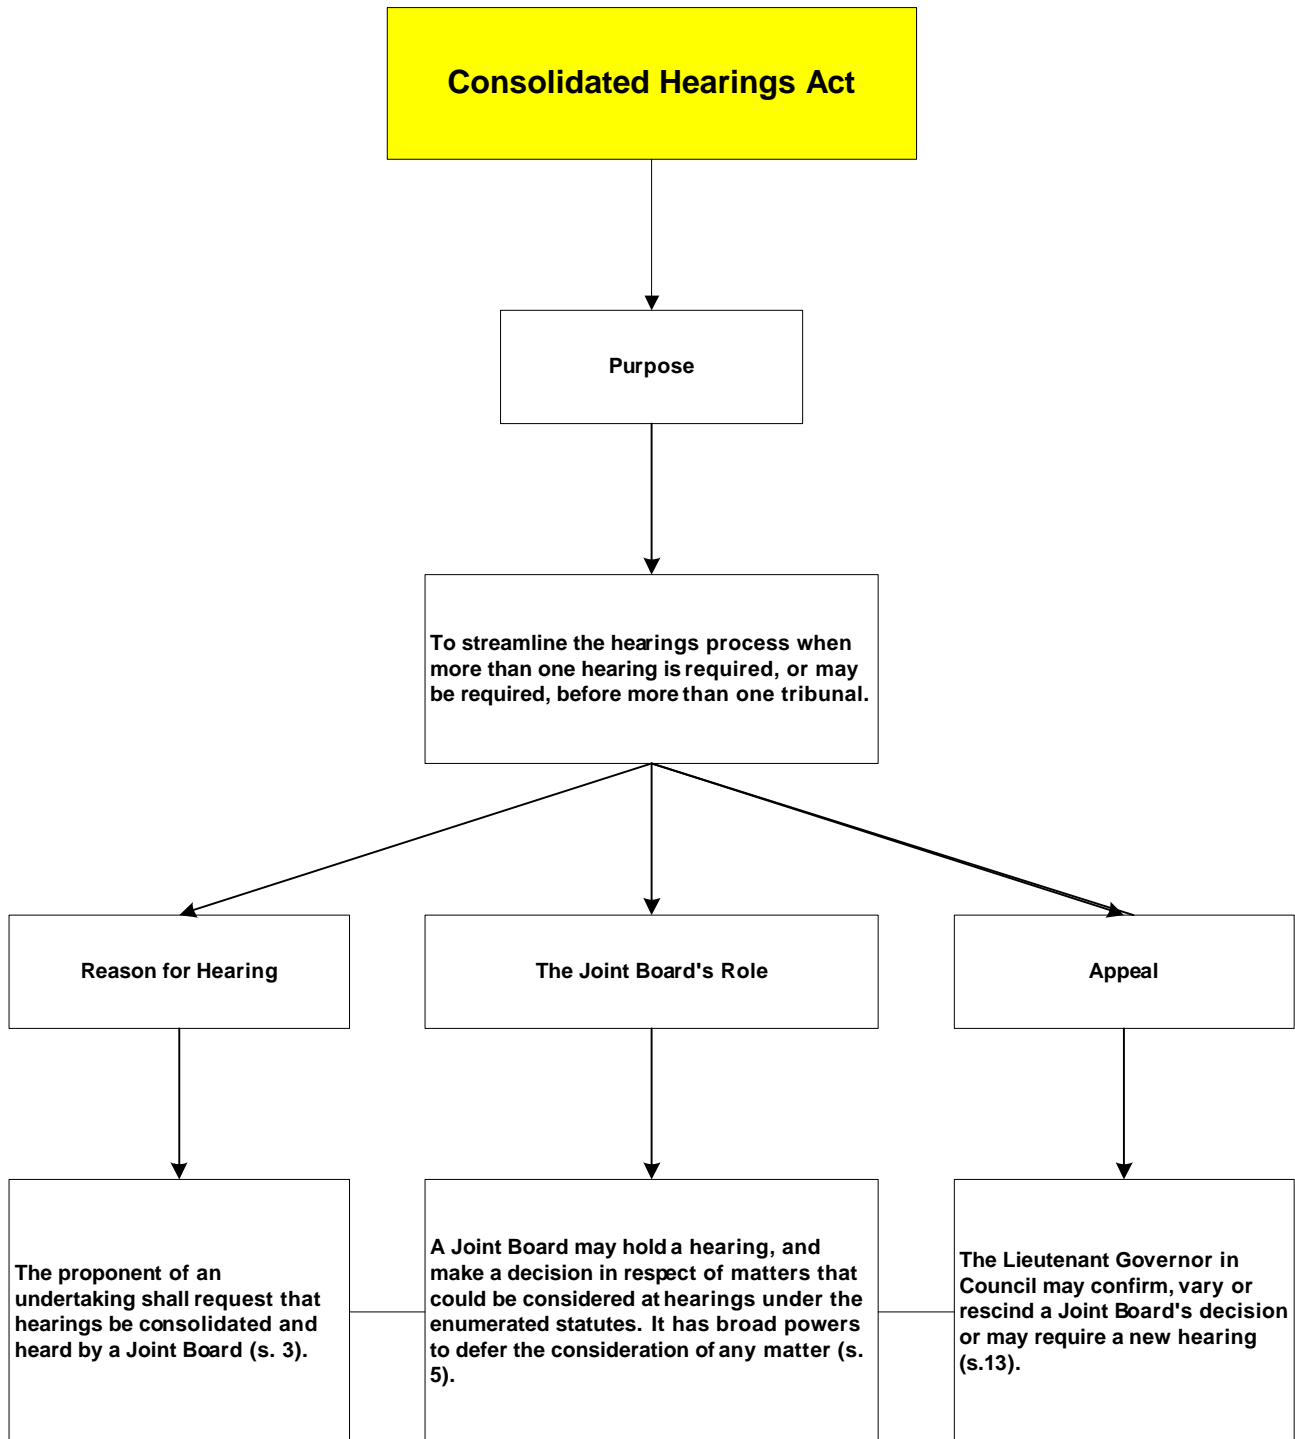 Consolidated Hearings Act
Purpose
To streamline the hearings process when
more than one hearing is required, or may
be required, before more than one tribunal.
Reason for Hearing
The Joint Board's Role
Appeal
The proponent of an
undertaking shall request that
hearings be consolidated and
heard by a Joint Board (s. 3).
A Joint Board may hold a hearing, and
make a decision in respect of matters that
could be considered at hearings under the
enumerated statutes. It has broad powers
to defer the consideration of any matter (s.
5).
The Lieutenant Governor in
Council may confirm, vary or
rescind a Joint Board's decision
or may require a new hearing
(s.13).